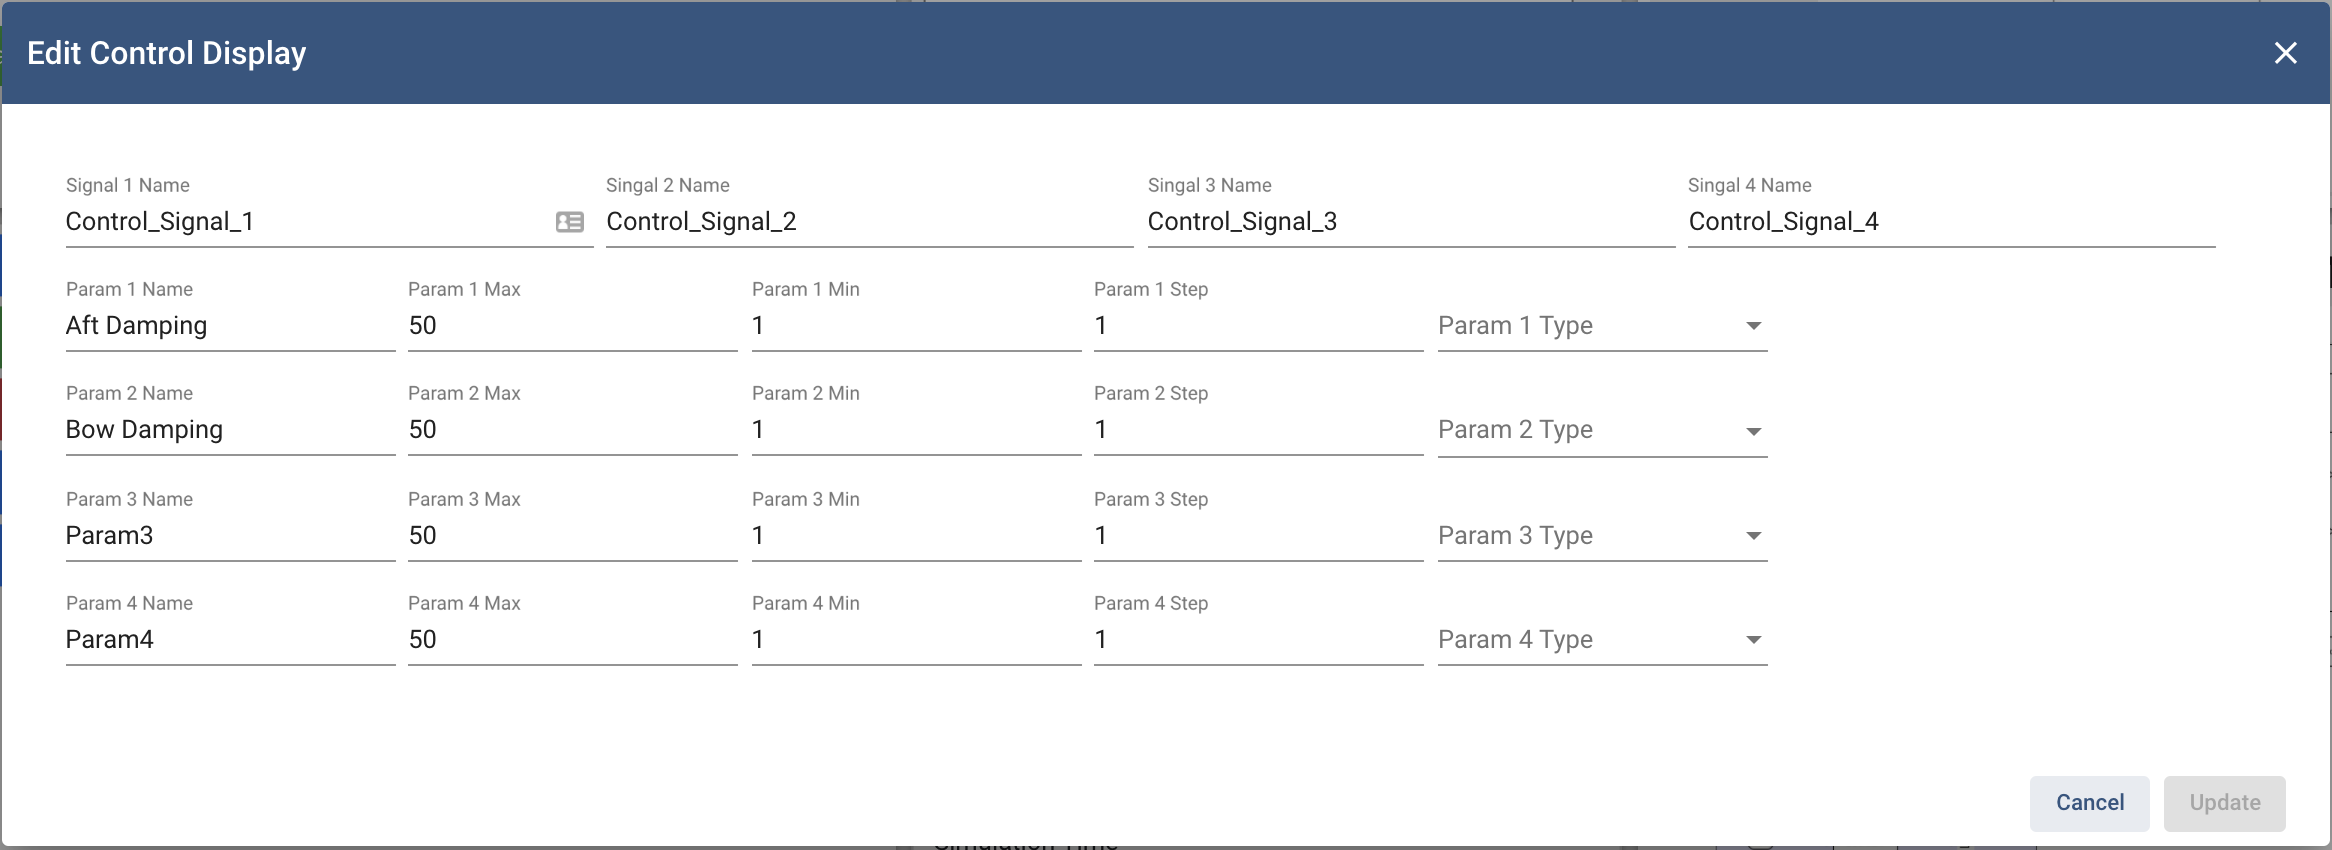 Edit Control Display
Signal 1 Name Singal 2 Name Singal 3 Name Singal 4 Name
Control_Signal_1 Control_Signal_2 Control_Signal_3 Control_Signal_4
Param 1 Name Param 1 Max Param 1 Min Param 1 Step
Aft Damping 50 1 1 Param 1 Type
Param 2 Name Param 2 Max Param 2 Min Param 2 Step
Bow Damping 50 1 1 Param 2 Type
Param 3 Name Param 3 Max Param 3 Min Param 3 Step
Param3 50 1 1 Param 3 Type
Param 4 Name Param 4 Max Param 4 Min Param 4 Step
Param4 50 1 1 Param 4 Type
Cancel Update
Simulation Time